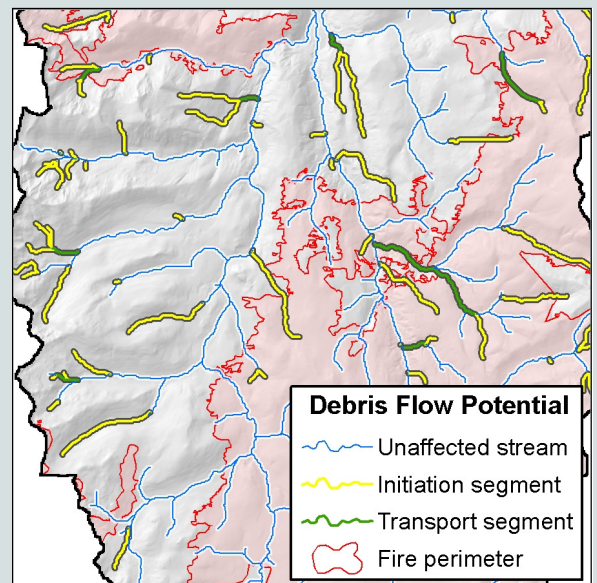 Debris Flow Potential
Unaffected stream
Initiation segment
Transport segment
Fire perimeter